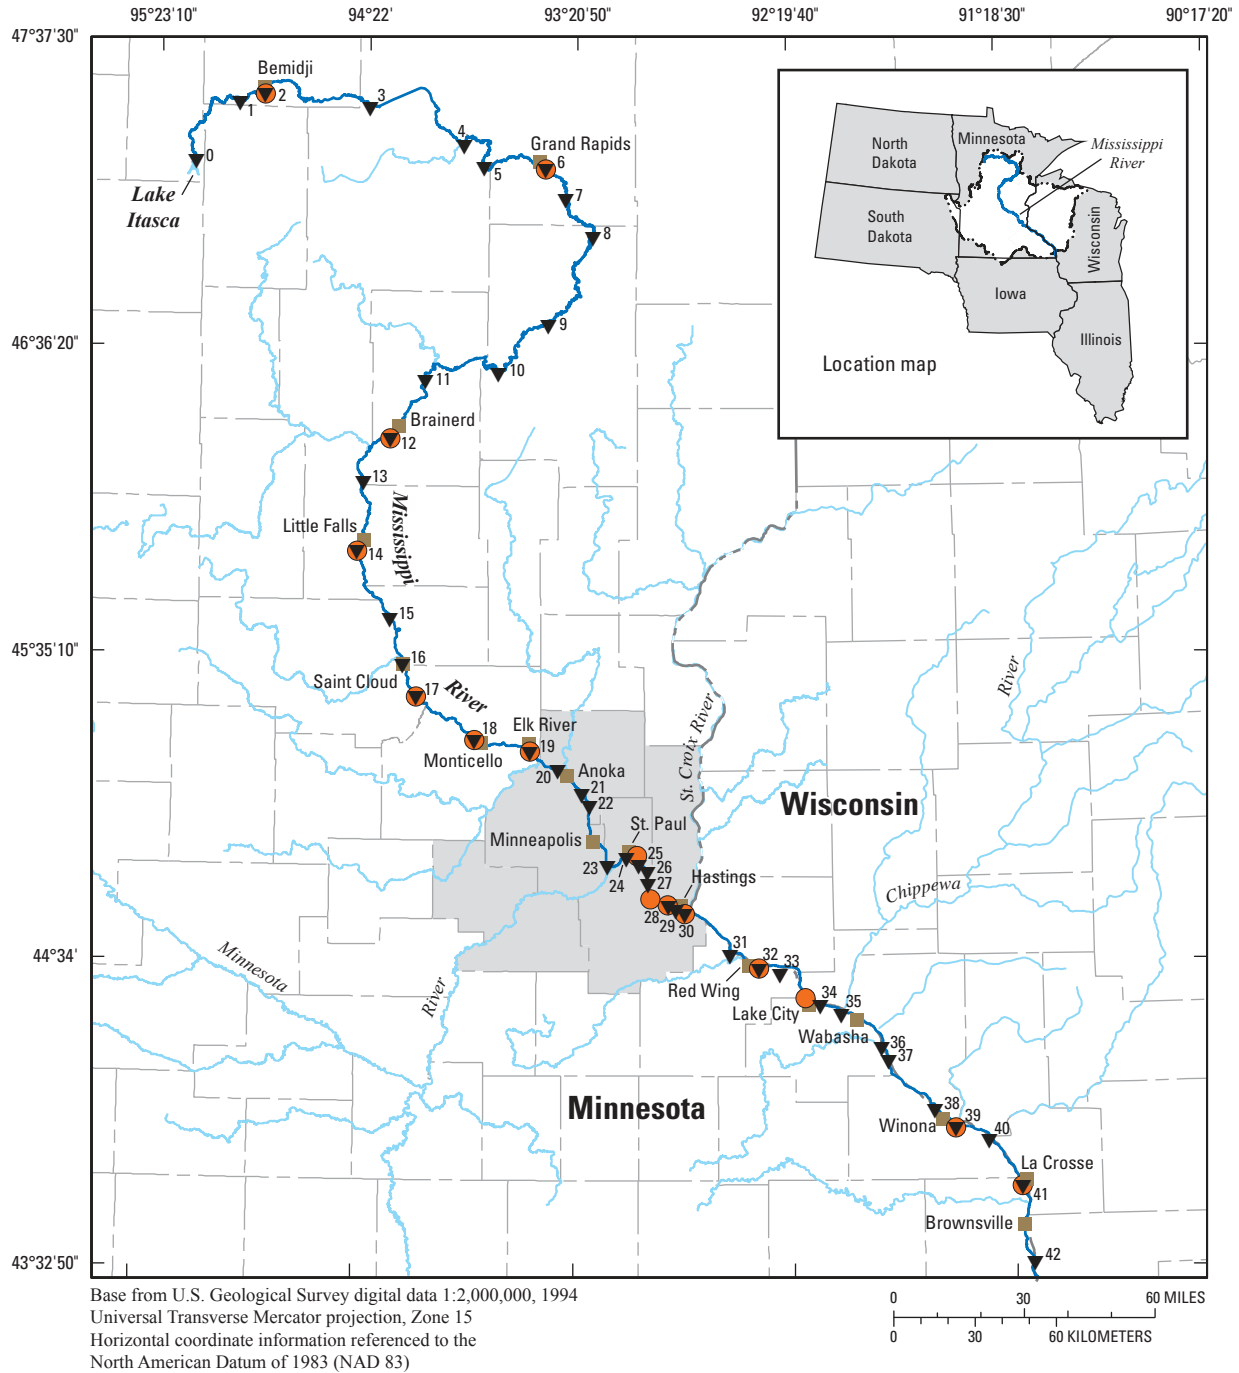 95°23'10" 94°22' 93°20'50" 92°19'40" 91°18'30" 90°17'20"
47°37'30"
46°36'20"
45°35'10"
44°34'
43°32'50"
Bemidji
0
1
2
3
4
5
Lake
Itasca
Grand Rapids
6
7
8
9
10
11
Brainerd
12
13
Mississippi
Little Falls
14
15
16
Saint Cloud
17
River
18
Monticello
Elk River
19
20
Anoka
21
22
Minneapolis
23
St. Paul
24
25
26
27
Hastings
28
29
30
St. Croix River
31
32
33
Red Wing
Lake City
34
35
Wabasha
36
37
38
Winona
39
40
La Crosse
41
Brownsville
42
River
Wisconsin
Chippewa
Minnesota
River
Minnesota
North
Dakota
Minnesota
Mississippi
River
South
Dakota
Wisconsin
Iowa
Illinois
Location map
Base from U.S. Geological Survey digital data 1:2,000,000, 1994
Universal Transverse Mercator projection, Zone 15
Horizontal coordinate information referenced to the
North American Datum of 1983 (NAD 83)
0 30 60 MILES
0 30 60 KILOMETERS